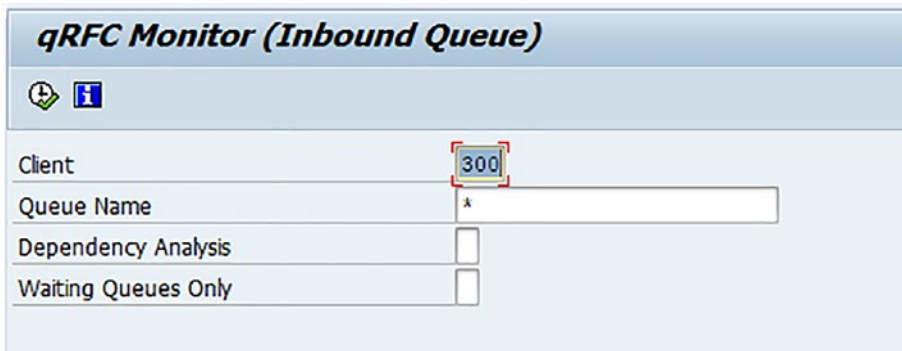 qRFC Monitor (Inbound Queue)
Client 300
Queue Name *
Dependency Analysis
Waiting Queues Only